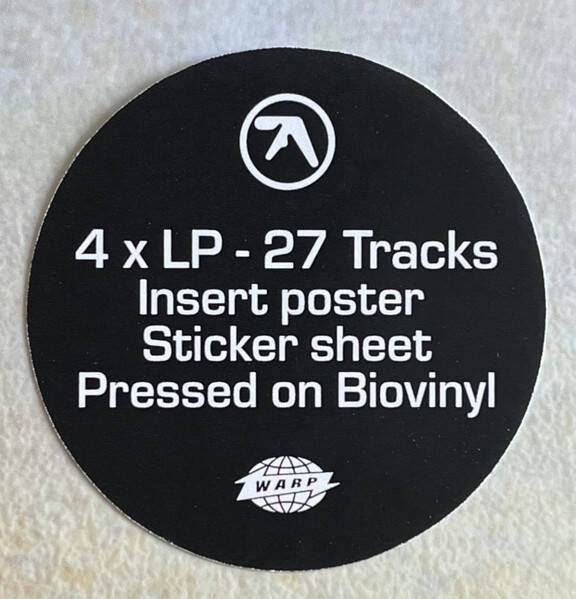 4 x LP - 27 Tracks
Insert poster
Sticker sheet
Pressed on Biovinyl
WARP